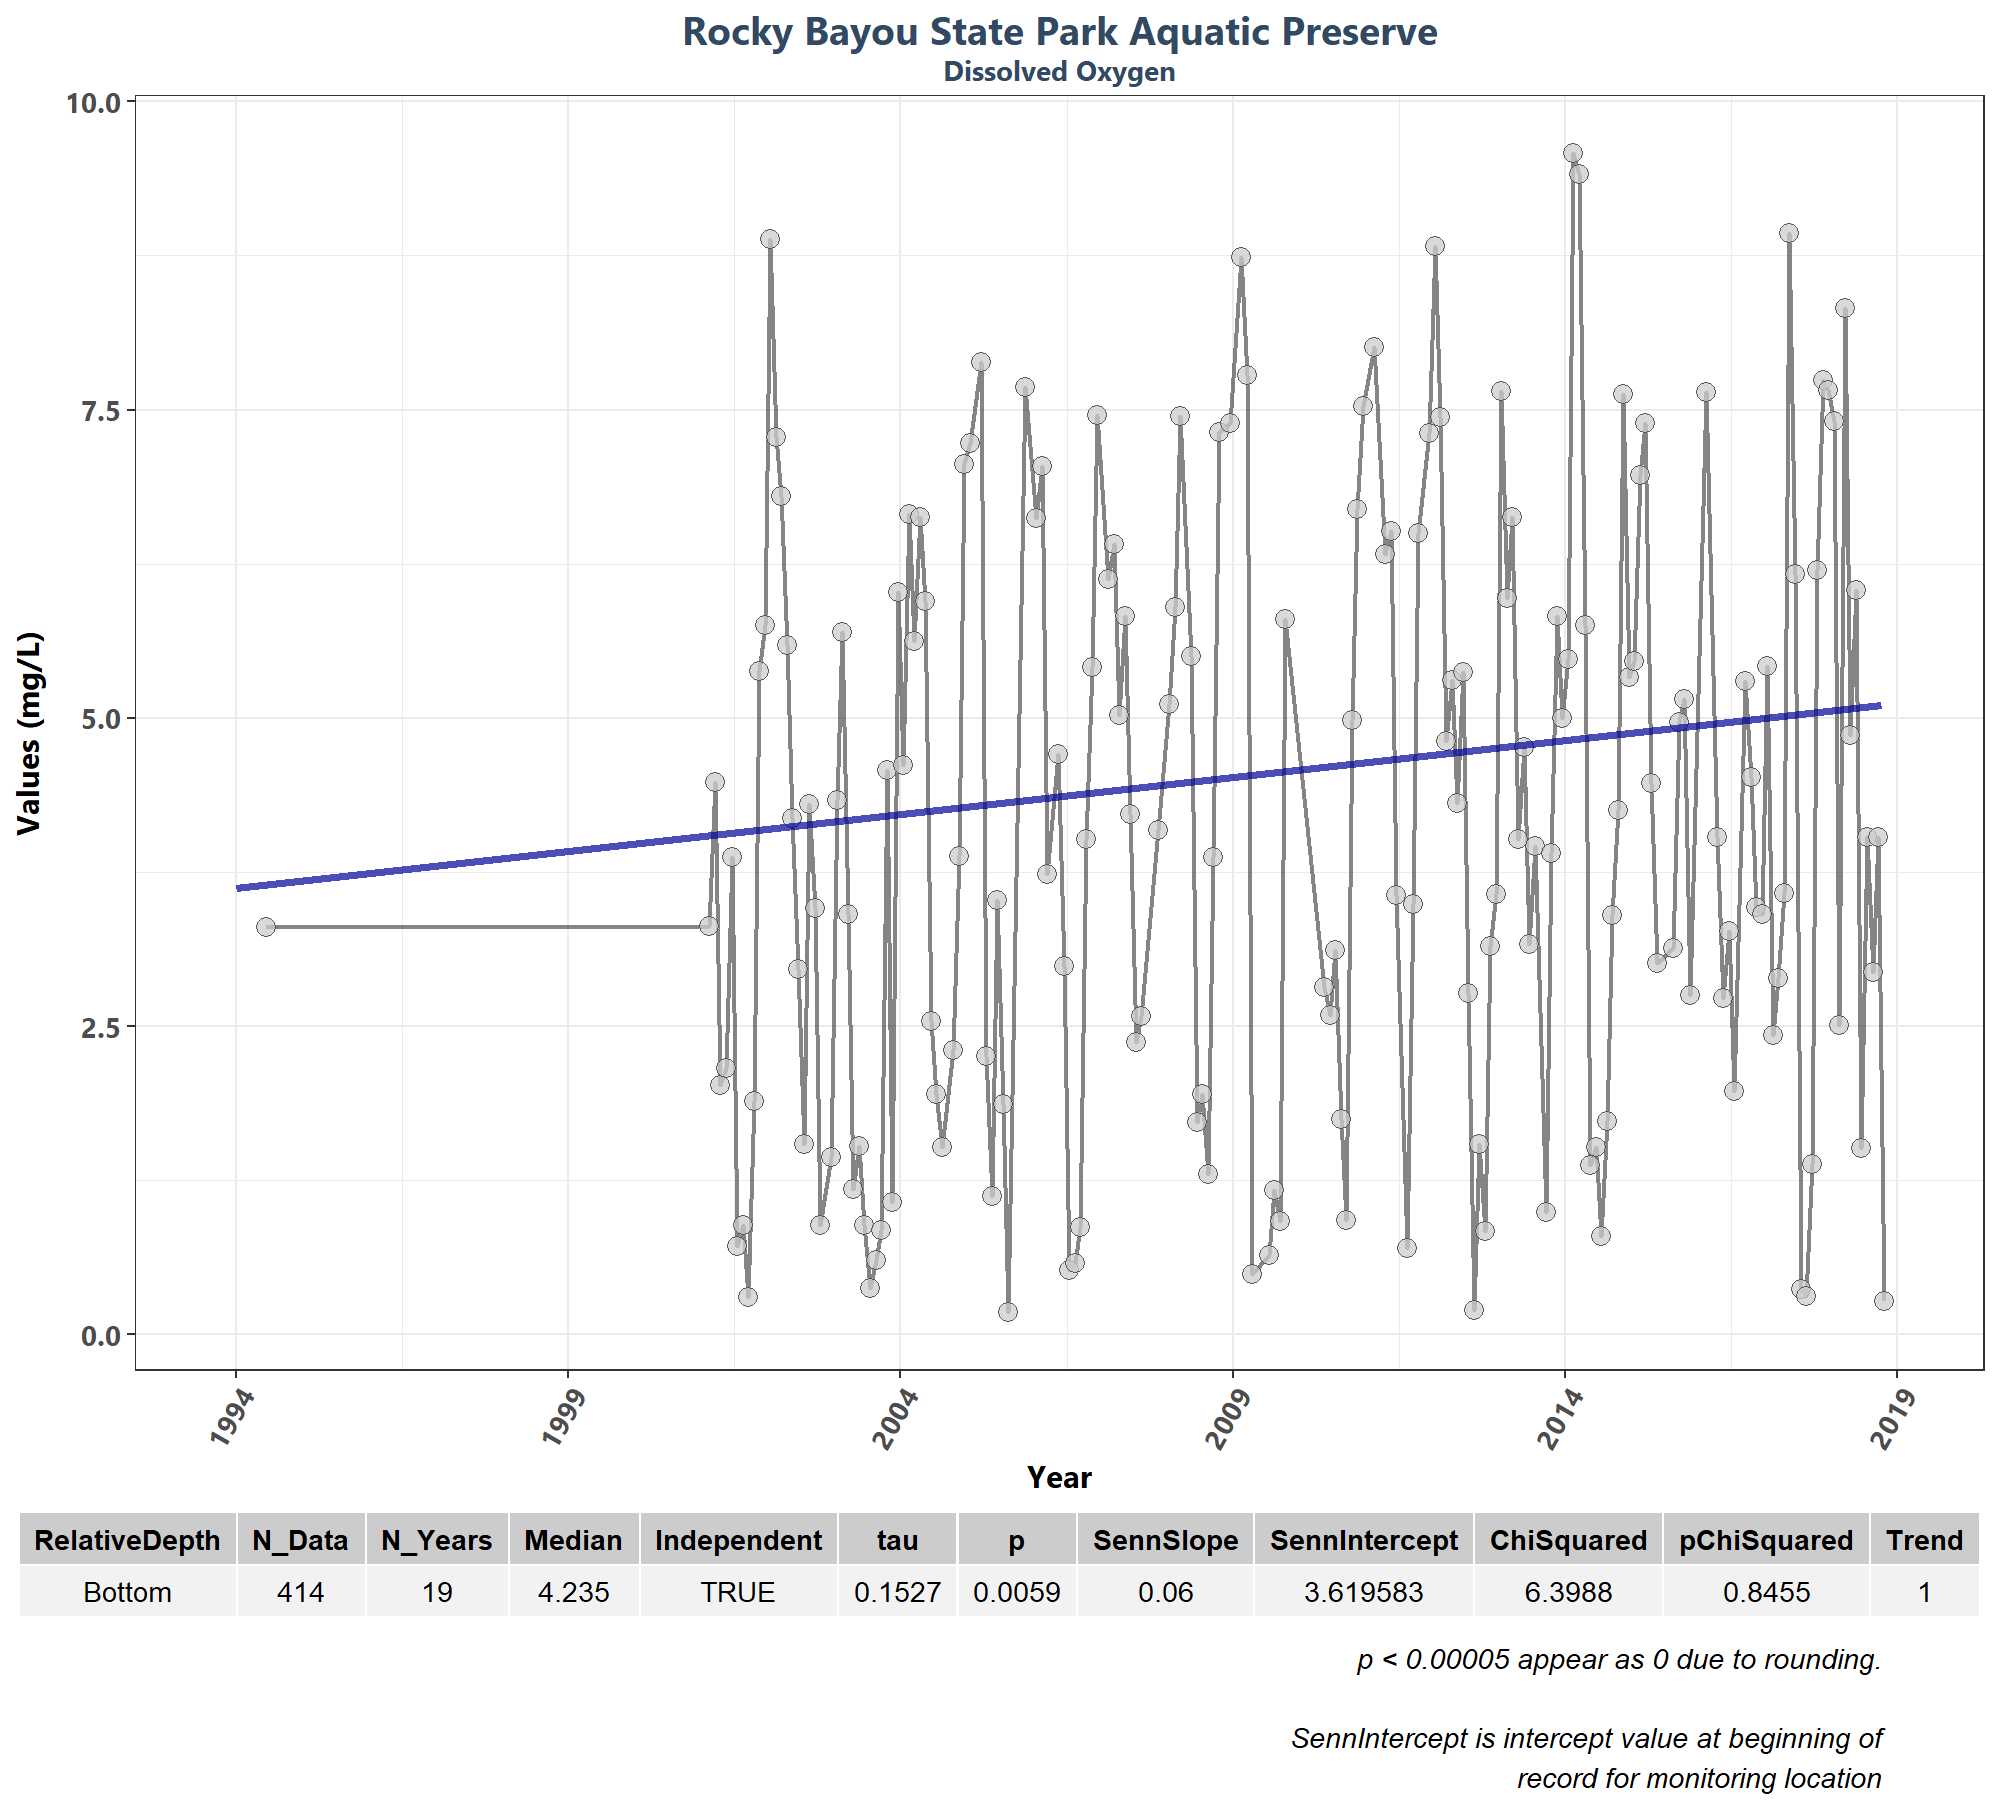 Rocky Bayou State Park Aquatic Preserve
Dissolved Oxygen
10.0
7.5
5.0
2.5
0.0
Values (mg/L)
1994 1999 2004 2009 2014 2019
Year
RelativeDepth N_Data N_Years Median Independent tau p SennSlope SennIntercept ChiSquared pChiSquared Trend
Bottom 414 19 4.235 TRUE 0.1527 0.0059 0.06 3.619583 6.3988 0.8455 1
p < 0.00005 appear as 0 due to rounding.
SennIntercept is intercept value at beginning of
record for monitoring location